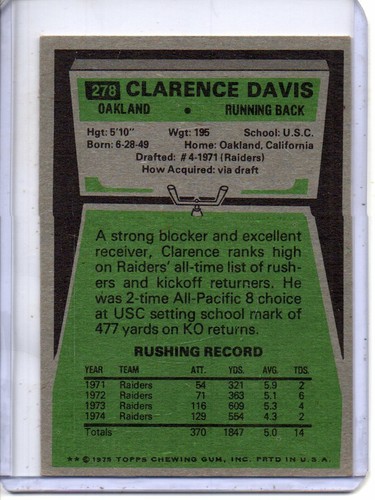 278 CLARENCE DAVIS
OAKLAND • RUNNING BACK
Hgt: 5'10" Wgt: 195 School: U.S.C.
Born: 6-28-49 Home: Oakland, California
Drafted: #4-1971 (Raiders)
How Acquired: via draft
A strong blocker and excellent
receiver, Clarence ranks high
on Raiders' all-time list of rush-
ers and kickoff returners. He
was 2-time All-Pacific 8 choice
at USC setting school mark of
477 yards on KO returns.
RUSHING RECORD
YEAR TEAM ATT. YDS. AVG. TDS.
1971 Raiders 54 321 5.9 2
1972 Raiders 71 363 5.1 6
1973 Raiders 116 609 5.3 4
1974 Raiders 129 554 4.3 2
Totals 370 1847 5.0 14
** © 1975 TOPPS CHEWING GUM, INC. PRTD IN U.S.A.